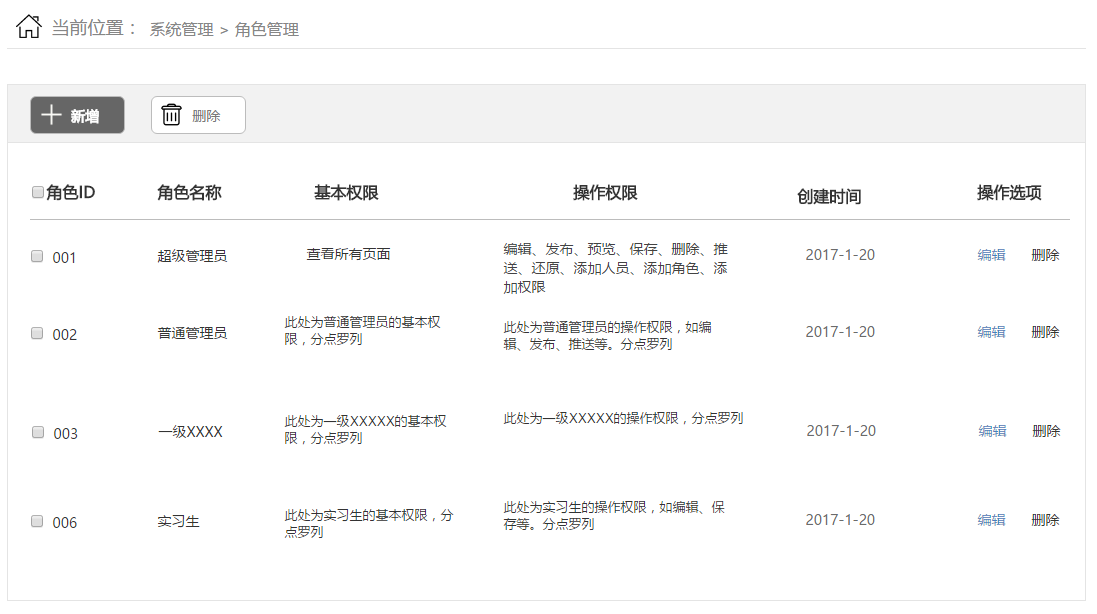 当前位置： 系统管理 > 角色管理
新增 删除
角色ID 角色名称 基本权限 操作权限 创建时间 操作选项
001 超级管理员 查看所有页面 编辑、发布、预览、保存、删除、推 2017-1-20 编辑 删除
送、还原、添加人员、添加角色、添
加权限
002 普通管理员 此处为普通管理员的基本权 此处为普通管理员的操作权限，如编 2017-1-20 编辑 删除
限，分点罗列 辑、发布、推送等。分点罗列
003 一级XXXX 此处为一级XXXXX的基本权 此处为一级XXXXX的操作权限，分点罗列 2017-1-20 编辑 删除
限，分点罗列
006 实习生 此处为实习生的基本权限，分 此处为实习生的操作权限，如编辑、保 2017-1-20 编辑 删除
点罗列 存等。分点罗列